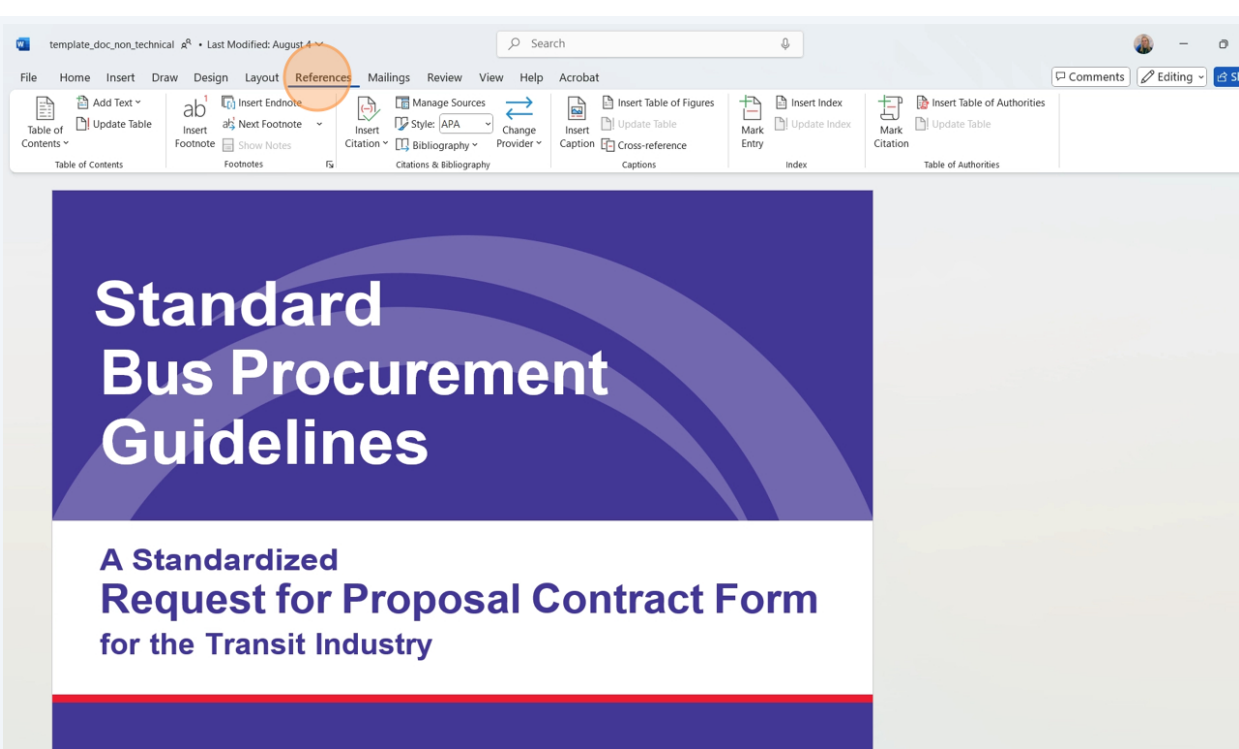 template_doc_non_technical • Last Modified: August 4
Search
File Home Insert Draw Design Layout References Mailings Review View Help Acrobat
Comments Editing
Table of Contents
Add Text
Update Table
Table of Contents
ab
Insert Footnote
Insert Endnote
Next Footnote
Show Notes
Footnotes
Insert Citation
Manage Sources
Style: APA
Bibliography
Change Provider
Citations & Bibliography
Insert Caption
Insert Table of Figures
Update Table
Cross-reference
Captions
Mark Entry
Insert Index
Update Index
Index
Mark Citation
Insert Table of Authorities
Update Table
Table of Authorities
Standard
Bus Procurement
Guidelines
A Standardized
Request for Proposal Contract Form
for the Transit Industry